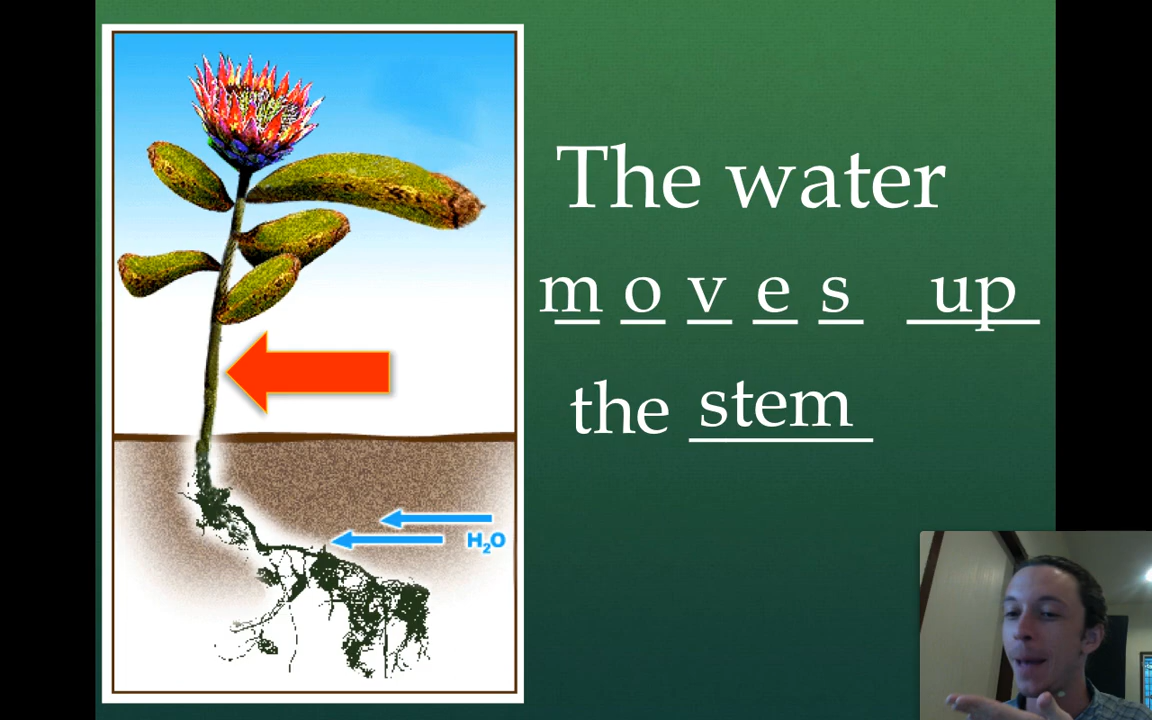 The water
moves up
the stem
H₂O